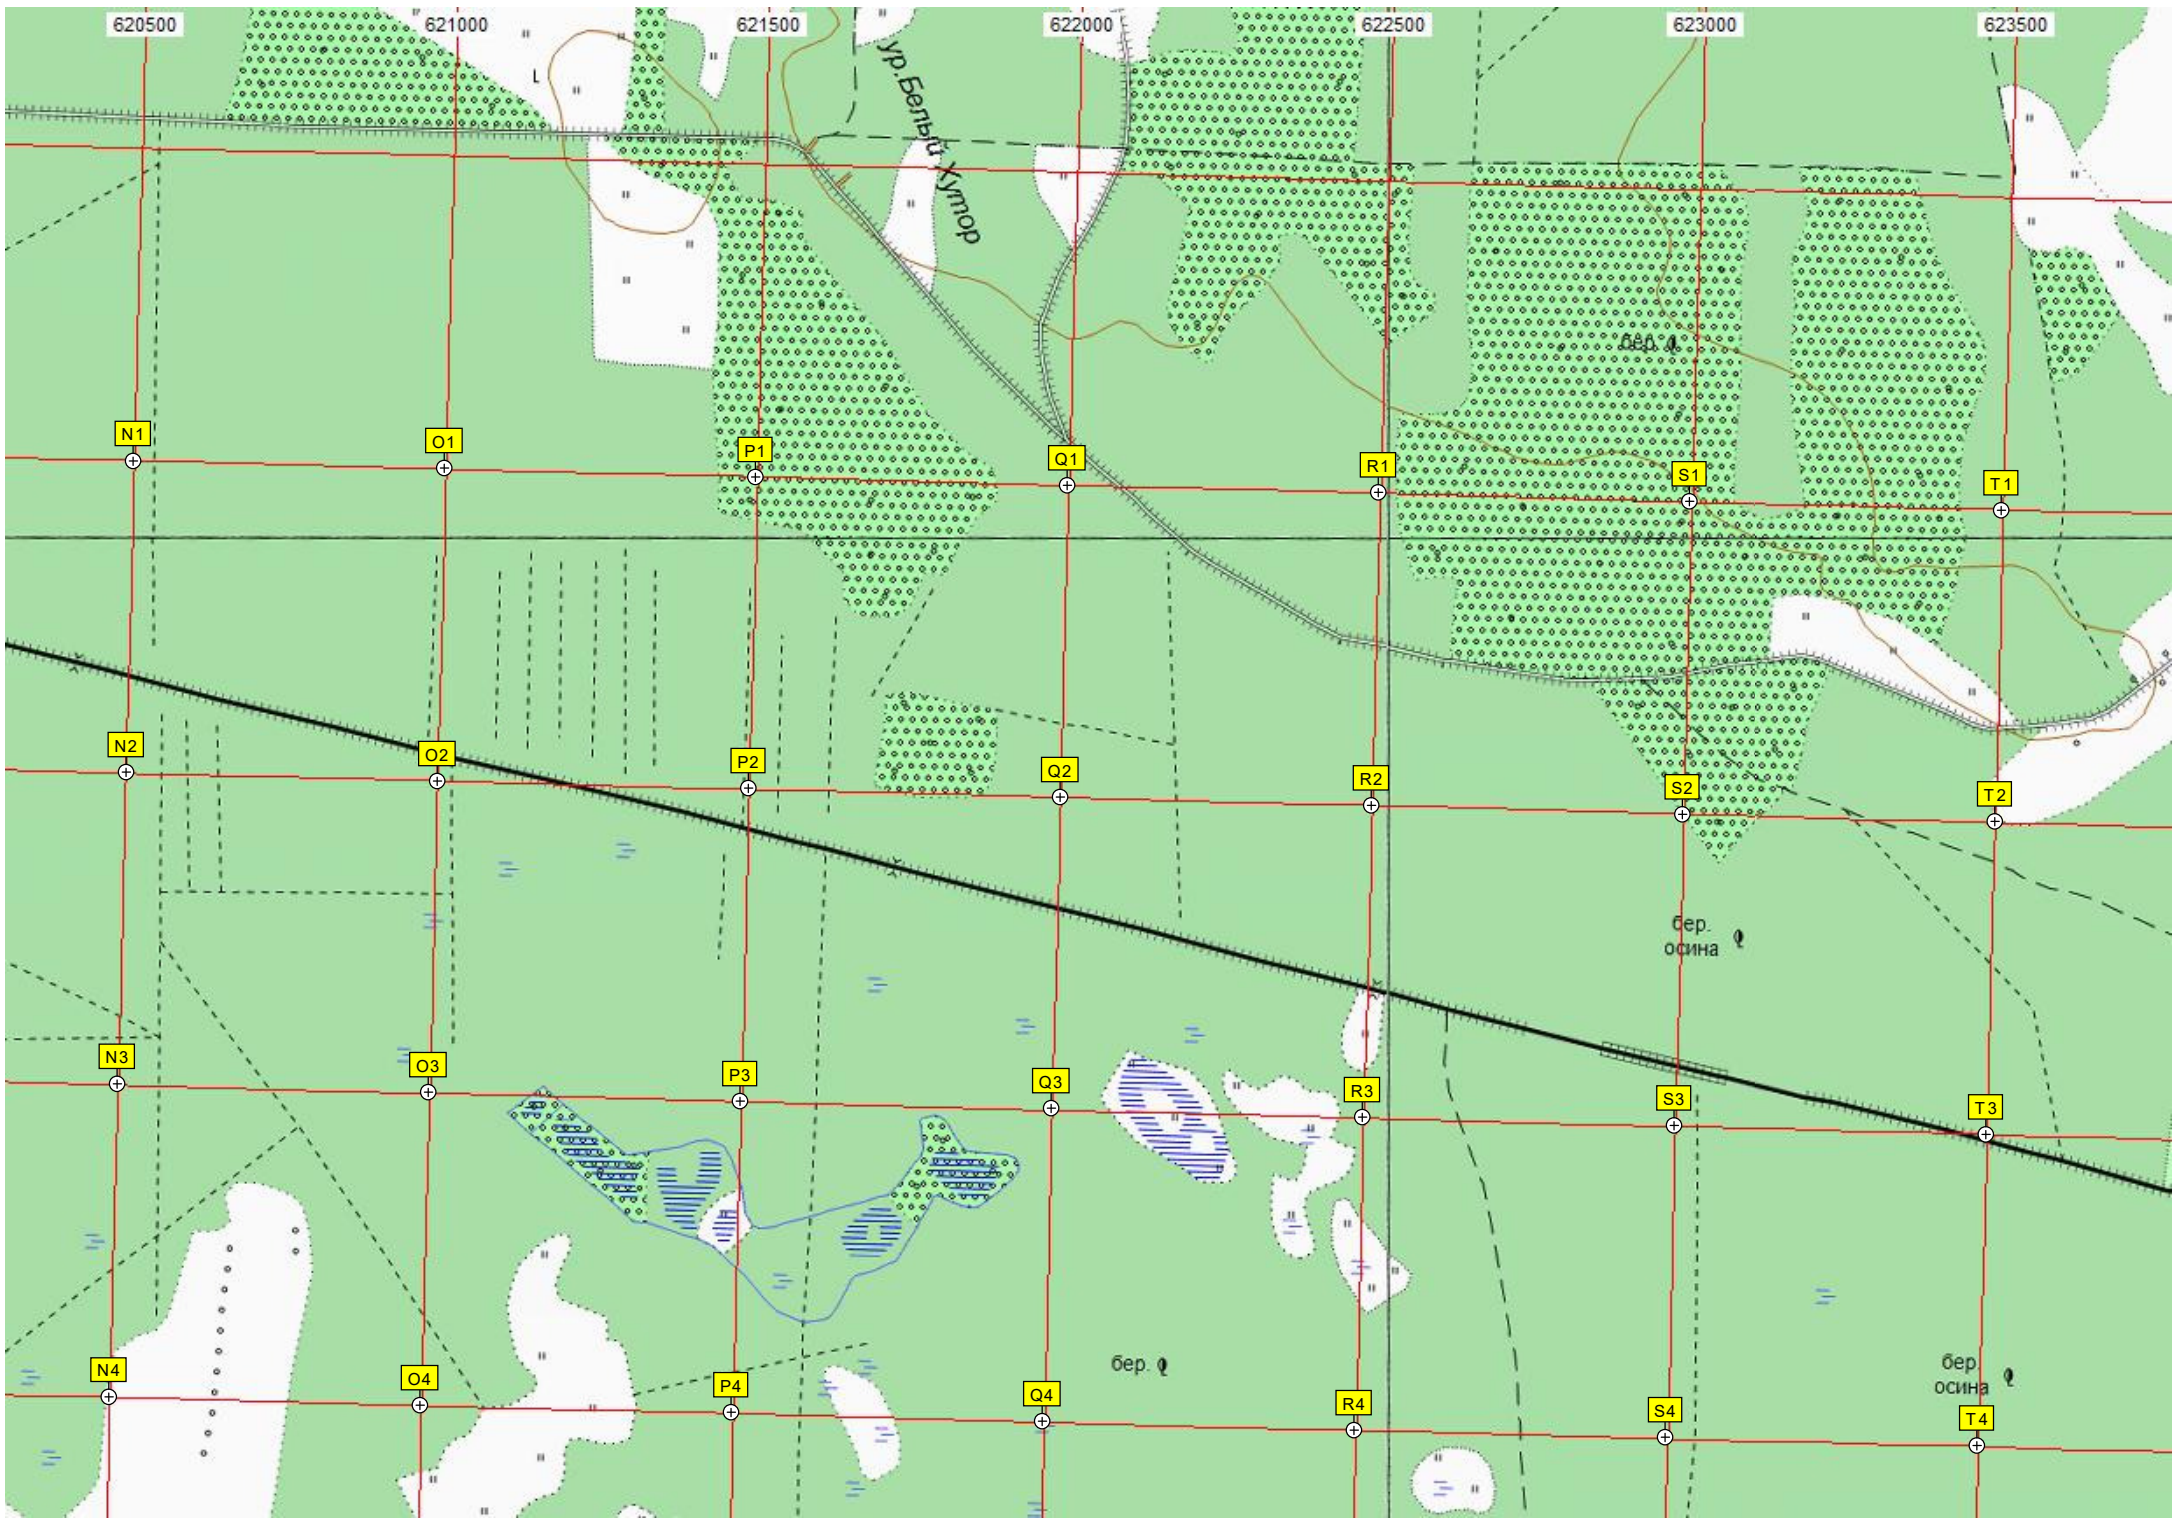 620500 621000 621500 622000 622500 623000 623500
ур.Белый Хутор
бер.
N1 O1 P1 Q1 R1 S1 T1
N2 O2 P2 Q2 R2 S2 T2
бер.
осина
N3 O3 P3 Q3 R3 S3 T3
бер.
бер.
осина
N4 O4 P4 Q4 R4 S4 T4